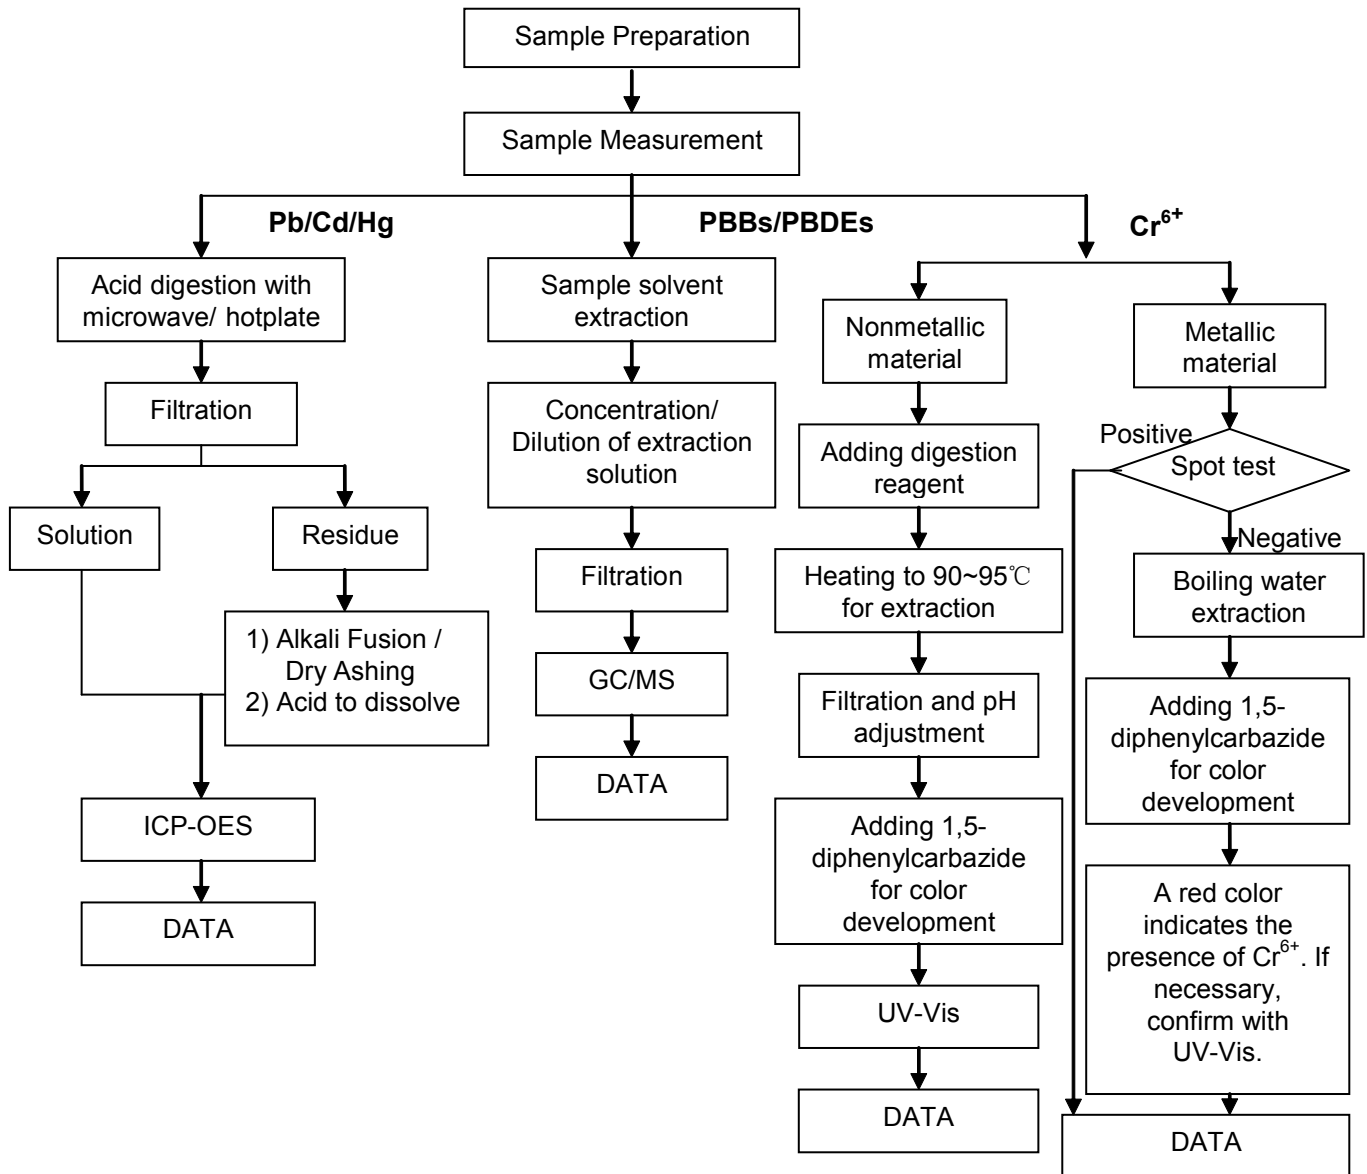 Sample Preparation
Sample Measurement
Pb/Cd/Hg
PBBs/PBDEs
Cr⁶⁺
Acid digestion with
microwave/ hotplate
Filtration
Solution
Residue
1) Alkali Fusion /
Dry Ashing
2) Acid to dissolve
ICP-OES
DATA
Sample solvent
extraction
Concentration/
Dilution of extraction
solution
Filtration
GC/MS
DATA
Nonmetallic
material
Adding digestion
reagent
Heating to 90~95℃
for extraction
Filtration and pH
adjustment
Adding 1,5-
diphenylcarbazide
for color
development
UV-Vis
DATA
Metallic
material
Positive
Spot test
Negative
Boiling water
extraction
Adding 1,5-
diphenylcarbazide
for color
development
A red color
indicates the
presence of Cr⁶⁺. If
necessary,
confirm with
UV-Vis.
DATA